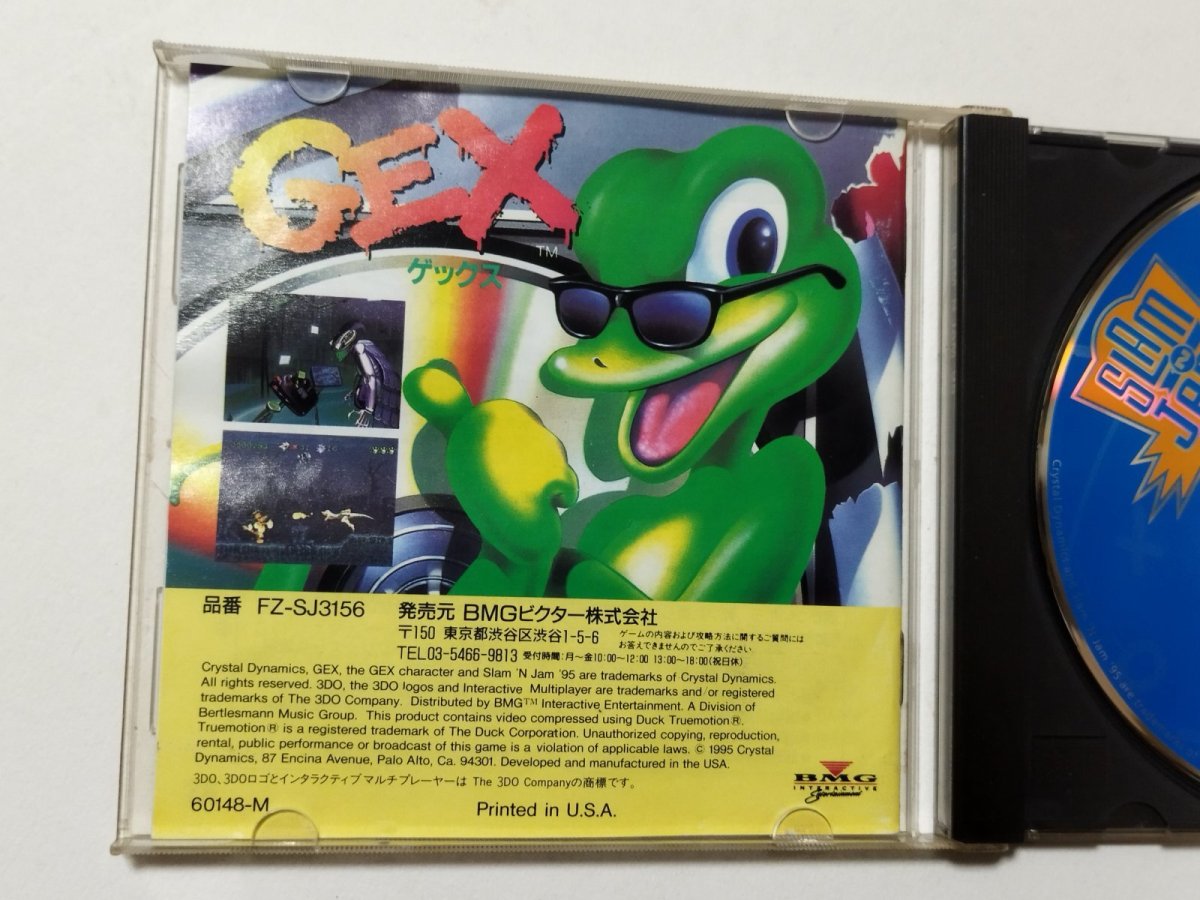 GEX
TM
ゲックス
品番 FZ-SJ3156
発売元 BMGビクター株式会社
〒150 東京都渋谷区渋谷1-5-6
ゲームの内容および攻略方法に関するご質問には
お答えできませんのでご了承ください
TEL03-5466-9813 受付時間:月〜金10:00〜12:00 13:00〜18:00(祝日休)
Crystal Dynamics, GEX, the GEX character and Slam 'N Jam '95 are trademarks of Crystal Dynamics.
All rights reserved. 3DO, the 3DO logos and Interactive Multiplayer are trademarks and/or registered
trademarks of The 3DO Company. Distributed by BMG™ Interactive Entertainment. A Division of
Bertlesmann Music Group. This product contains video compressed using Duck Truemotion®.
Truemotion® is a registered trademark of The Duck Corporation. Unauthorized copying, reproduction,
rental, public performance or broadcast of this game is a violation of applicable laws. © 1995 Crystal
Dynamics, 87 Encina Avenue, Palo Alto, Ca. 94301. Developed and manufactured in the USA.
3DO、3DOロゴとインタラクティブ マルチプレーヤーは The 3DO Companyの商標です。
60148-M
Printed in U.S.A.
BMG
INTERACTIVE
Entertainment
SLAM
Crystal Dynamics
Jam '95 are